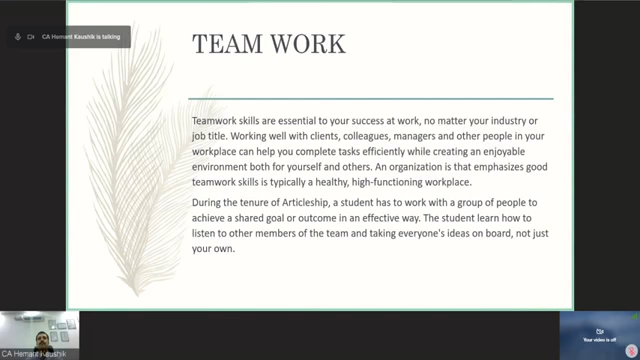 CA Hemant Kaushik is talking
TEAM WORK
Teamwork skills are essential to your success at work, no matter your industry or
job title. Working well with clients, colleagues, managers and other people in your
workplace can help you complete tasks efficiently while creating an enjoyable
environment both for yourself and others. An organization is that emphasizes good
teamwork skills is typically a healthy, high-functioning workplace.
During the tenure of Articleship, a student has to work with a group of people to
achieve a shared goal or outcome in an effective way. The student learn how to
listen to other members of the team and taking everyone's ideas on board, not just
your own.
CA Hemant Kaushik
Your video is off